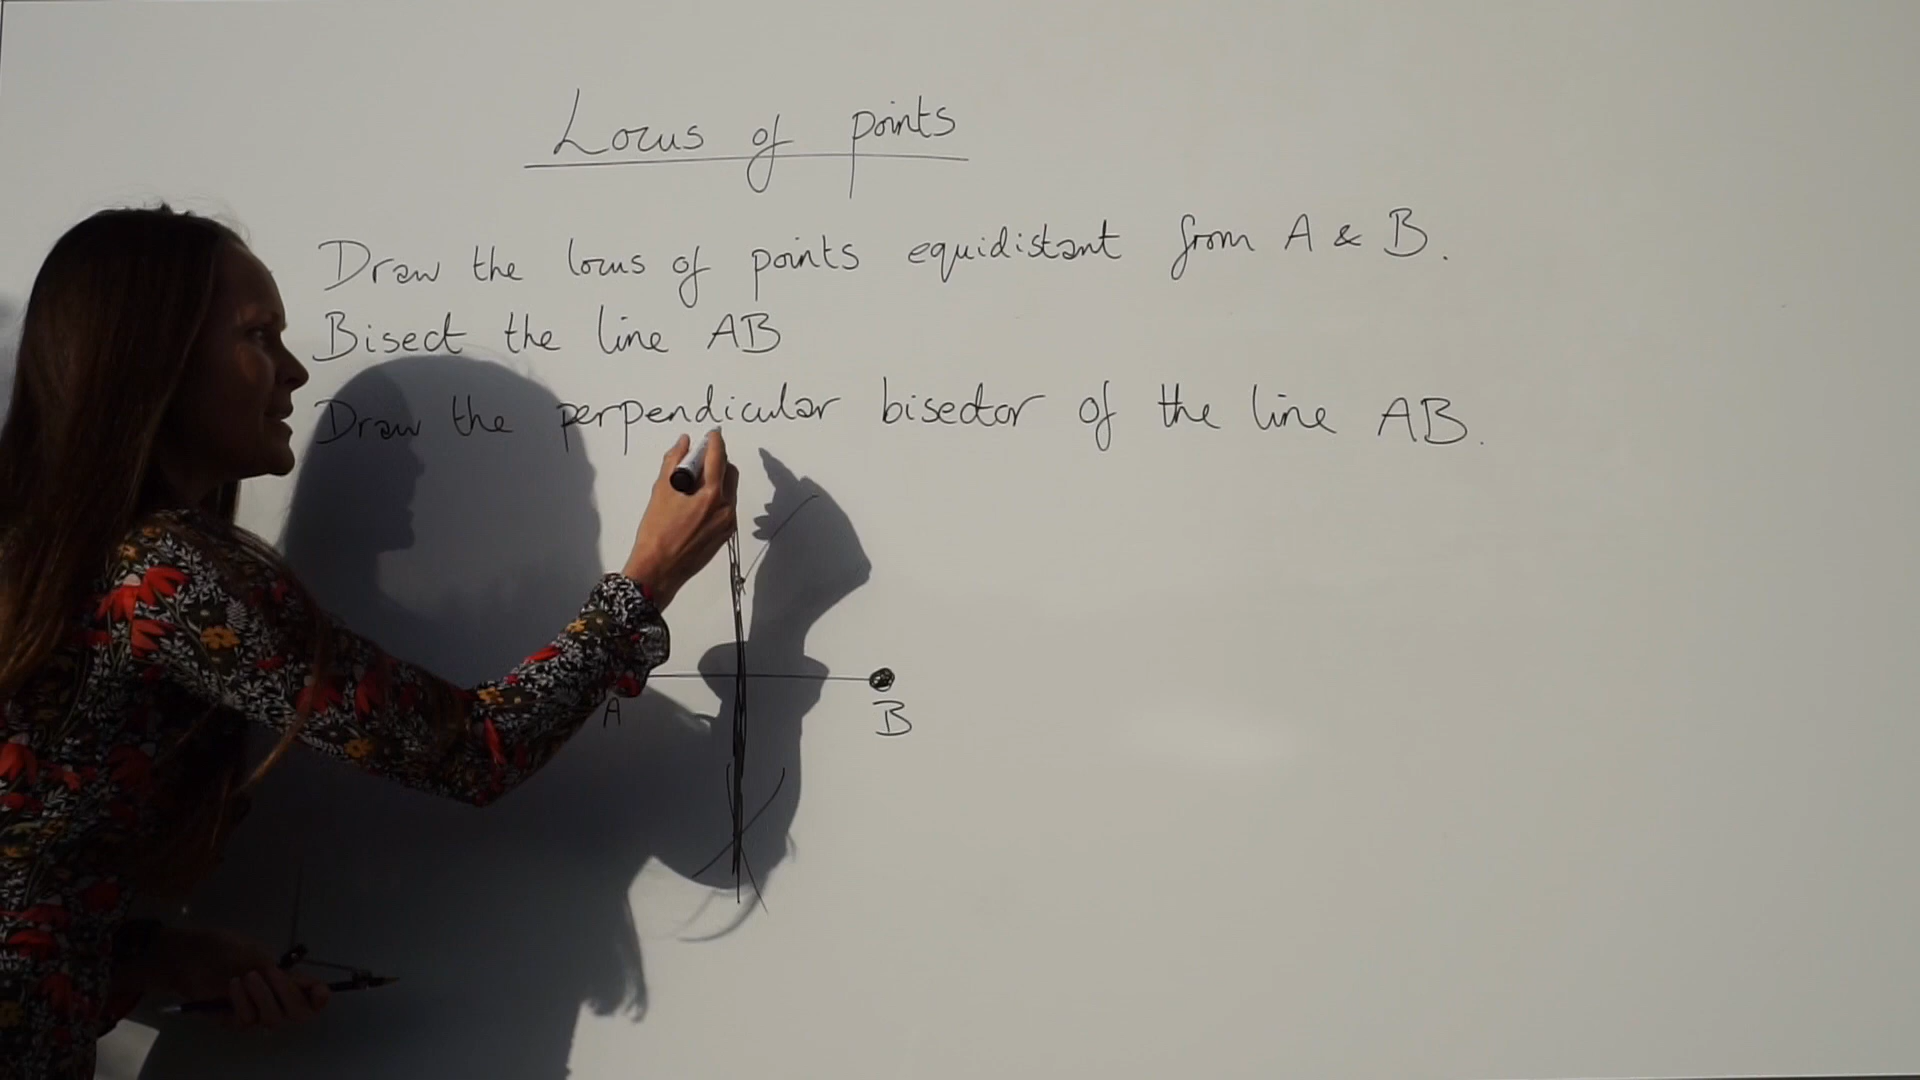 Locus of points
Draw the locus of points equidistant from A & B.
Bisect the line AB
Draw the perpendicular bisector of the line AB.
A
B